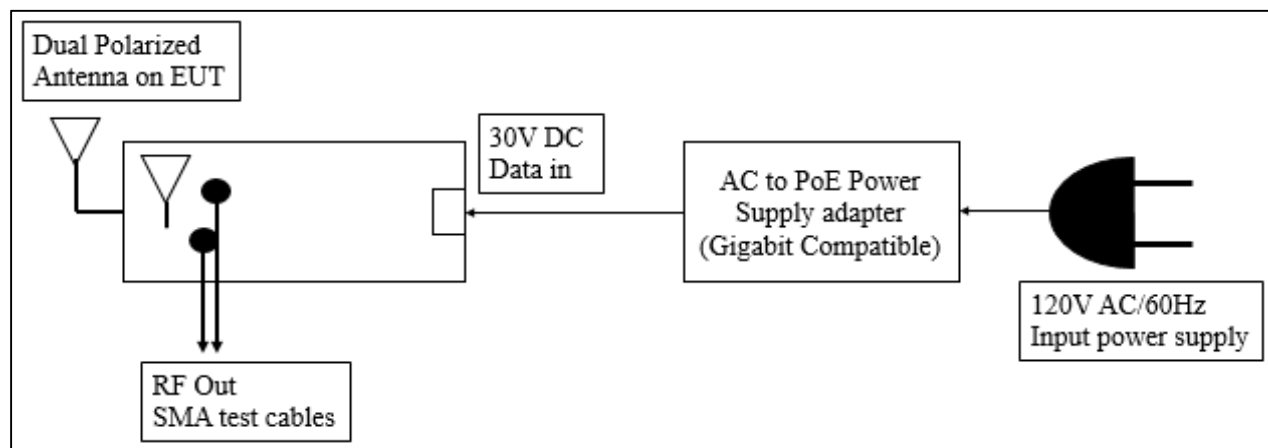 Dual Polarized
Antenna on EUT
30V DC
Data in
AC to PoE Power
Supply adapter
(Gigabit Compatible)
120V AC/60Hz
Input power supply
RF Out
SMA test cables